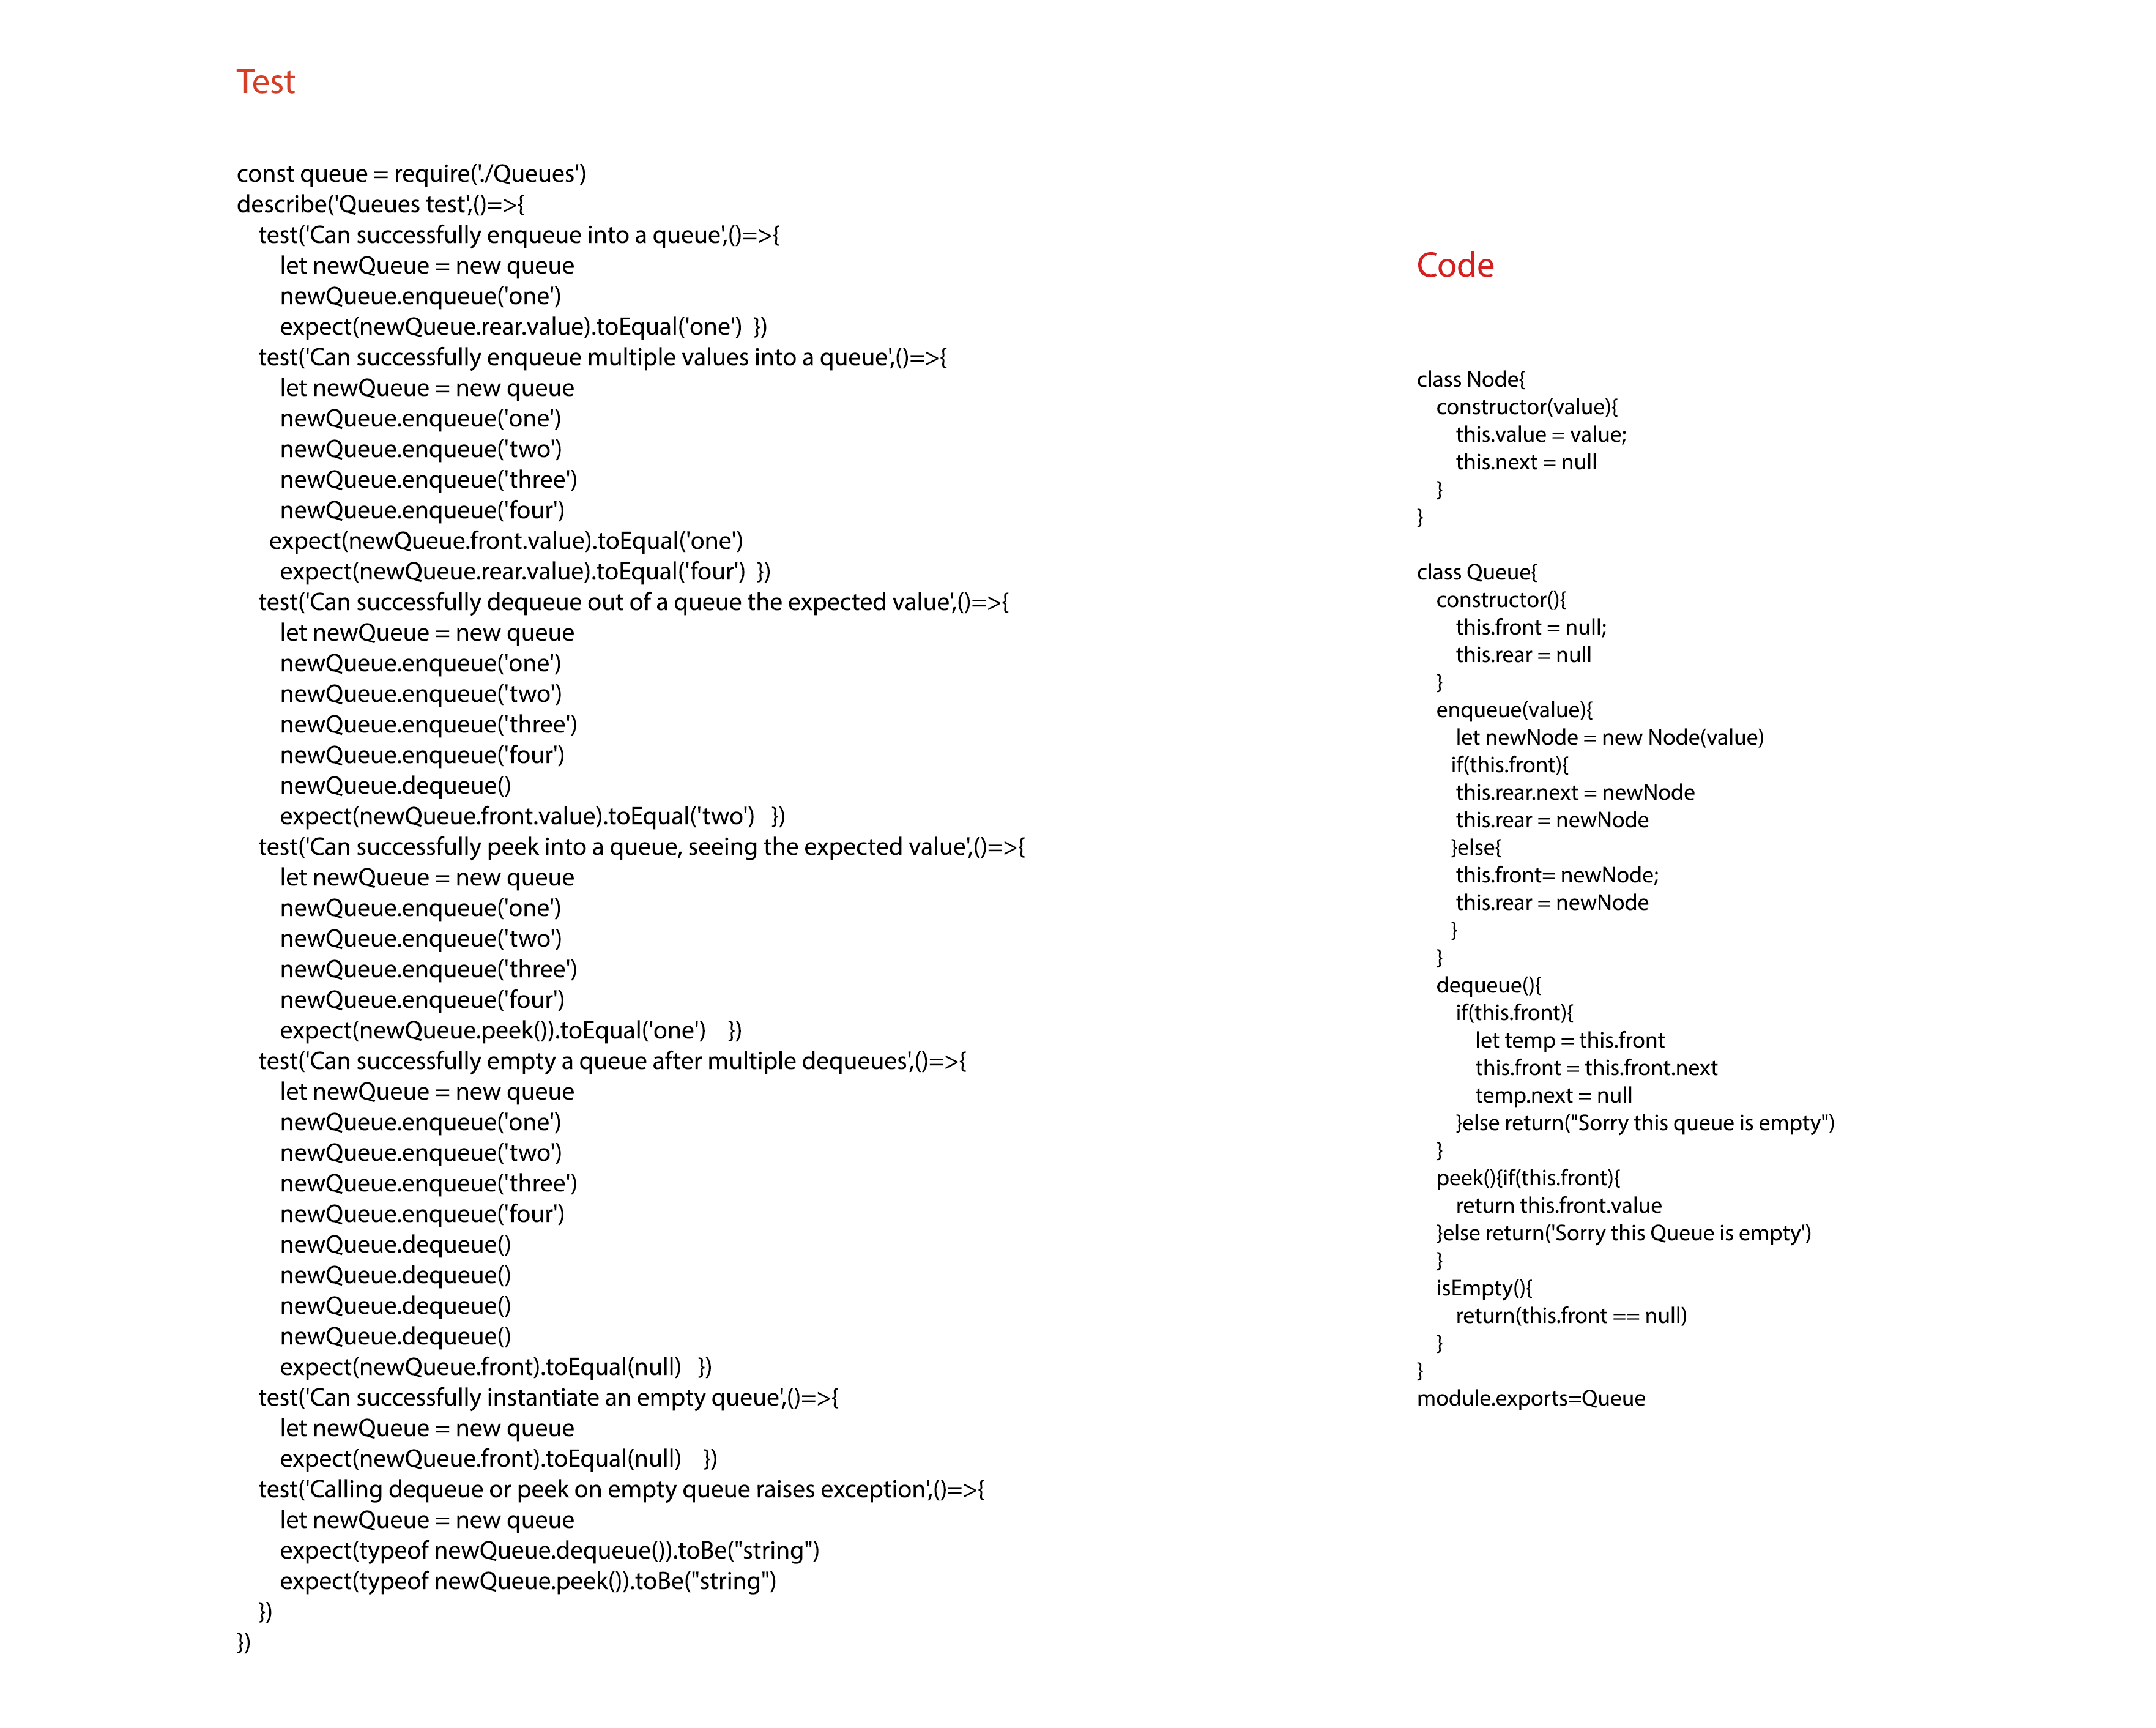 Test
const queue = require('./Queues')
describe('Queues test',()=>{
test('Can successfully enqueue into a queue',()=>{
let newQueue = new queue
newQueue.enqueue('one')
expect(newQueue.rear.value).toEqual('one')  })
test('Can successfully enqueue multiple values into a queue',()=>{
let newQueue = new queue
newQueue.enqueue('one')
newQueue.enqueue('two')
newQueue.enqueue('three')
newQueue.enqueue('four')
expect(newQueue.front.value).toEqual('one')
expect(newQueue.rear.value).toEqual('four')  })
test('Can successfully dequeue out of a queue the expected value',()=>{
let newQueue = new queue
newQueue.enqueue('one')
newQueue.enqueue('two')
newQueue.enqueue('three')
newQueue.enqueue('four')
newQueue.dequeue()
expect(newQueue.front.value).toEqual('two')   })
test('Can successfully peek into a queue, seeing the expected value',()=>{
let newQueue = new queue
newQueue.enqueue('one')
newQueue.enqueue('two')
newQueue.enqueue('three')
newQueue.enqueue('four')
expect(newQueue.peek()).toEqual('one')    })
test('Can successfully empty a queue after multiple dequeues',()=>{
let newQueue = new queue
newQueue.enqueue('one')
newQueue.enqueue('two')
newQueue.enqueue('three')
newQueue.enqueue('four')
newQueue.dequeue()
newQueue.dequeue()
newQueue.dequeue()
newQueue.dequeue()
expect(newQueue.front).toEqual(null)   })
test('Can successfully instantiate an empty queue',()=>{
let newQueue = new queue
expect(newQueue.front).toEqual(null)    })
test('Calling dequeue or peek on empty queue raises exception',()=>{
let newQueue = new queue
expect(typeof newQueue.dequeue()).toBe("string")
expect(typeof newQueue.peek()).toBe("string")
})
})
Code
class Node{
constructor(value){
this.value = value;
this.next = null
}
}
class Queue{
constructor(){
this.front = null;
this.rear = null
}
enqueue(value){
let newNode = new Node(value)
if(this.front){
this.rear.next = newNode
this.rear = newNode
}else{
this.front= newNode;
this.rear = newNode
}
}
dequeue(){
if(this.front){
let temp = this.front
this.front = this.front.next
temp.next = null
}else return("Sorry this queue is empty")
}
peek(){if(this.front){
return this.front.value
}else return('Sorry this Queue is empty')
}
isEmpty(){
return(this.front == null)
}
}
module.exports=Queue